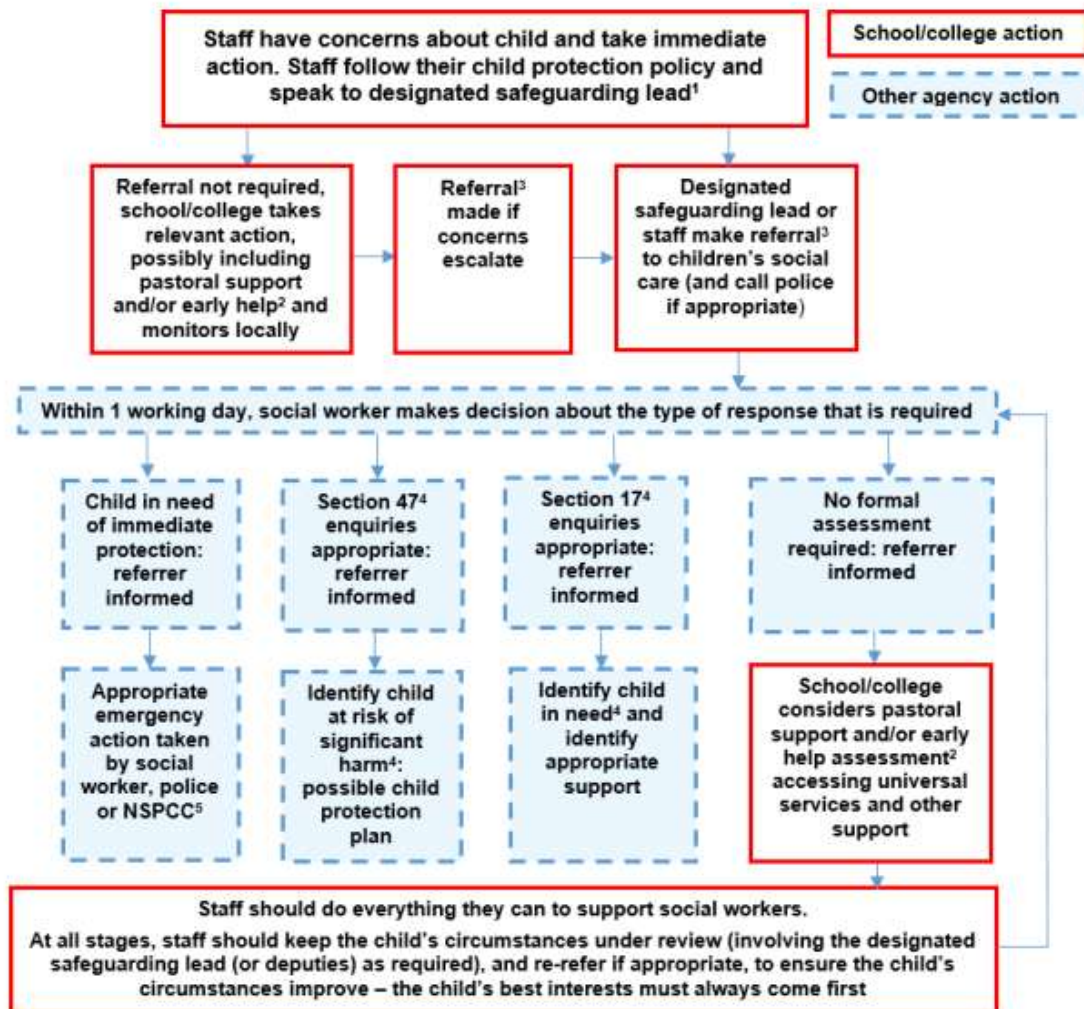 Staff have concerns about child and take immediate
action. Staff follow their child protection policy and
speak to designated safeguarding lead¹
School/college action
Other agency action
Referral not required,
school/college takes
relevant action,
possibly including
pastoral support
and/or early help² and
monitors locally
Referral³
made if
concerns
escalate
Designated
safeguarding lead or
staff make referral³
to children’s social
care (and call police
if appropriate)
Within 1 working day, social worker makes decision about the type of response that is required
Child in need
of immediate
protection:
referrer
informed
Section 47⁴
enquiries
appropriate:
referrer
informed
Section 17⁴
enquiries
appropriate:
referrer
informed
No formal
assessment
required: referrer
informed
Appropriate
emergency
action taken
by social
worker, police
or NSPCC⁵
Identify child
at risk of
significant
harm⁴:
possible child
protection
plan
Identify child
in need⁴ and
identify
appropriate
support
School/college
considers pastoral
support and/or early
help assessment²
accessing universal
services and other
support
Staff should do everything they can to support social workers.
At all stages, staff should keep the child’s circumstances under review (involving the designated
safeguarding lead (or deputies) as required), and re-refer if appropriate, to ensure the child’s
circumstances improve – the child’s best interests must always come first